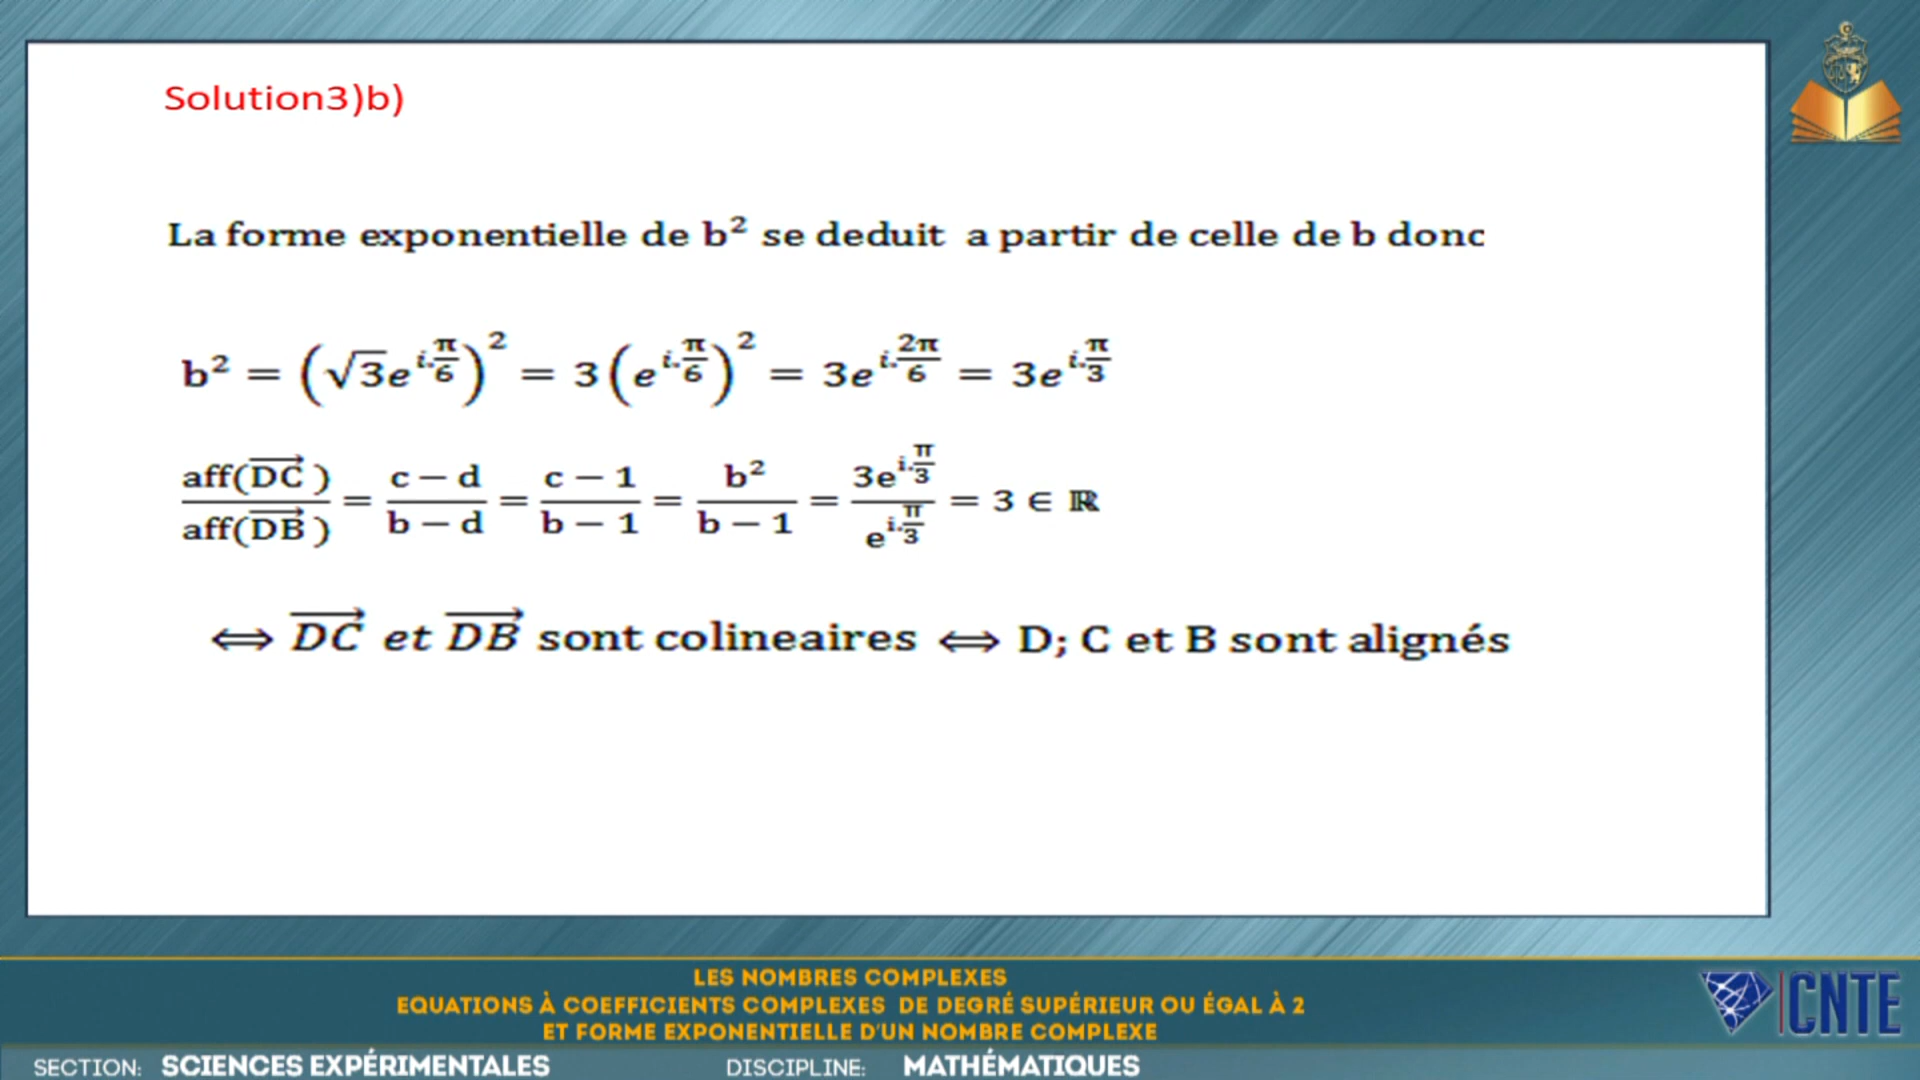 Solution3)b)
La forme exponentielle de b² se deduit a partir de celle de b donc
b² = (√3e^{i.π/6})² = 3(e^{i.π/6})² = 3e^{i.2π/6} = 3e^{i.π/3}
aff(DC⃗ )/aff(DB⃗ ) = (c − d)/(b − d) = (c − 1)/(b − 1) = b²/(b − 1) = 3e^{i.π/3}/e^{i.π/3} = 3 ∈ ℝ
⟺ DC⃗ et DB⃗ sont colineaires ⟺ D; C et B sont alignés
LES NOMBRES COMPLEXES
EQUATIONS À COEFFICIENTS COMPLEXES DE DEGRÉ SUPÉRIEUR OU ÉGAL À 2
ET FORME EXPONENTIELLE D'UN NOMBRE COMPLEXE
CNTE
SECTION: SCIENCES EXPÉRIMENTALES DISCIPLINE: MATHÉMATIQUES